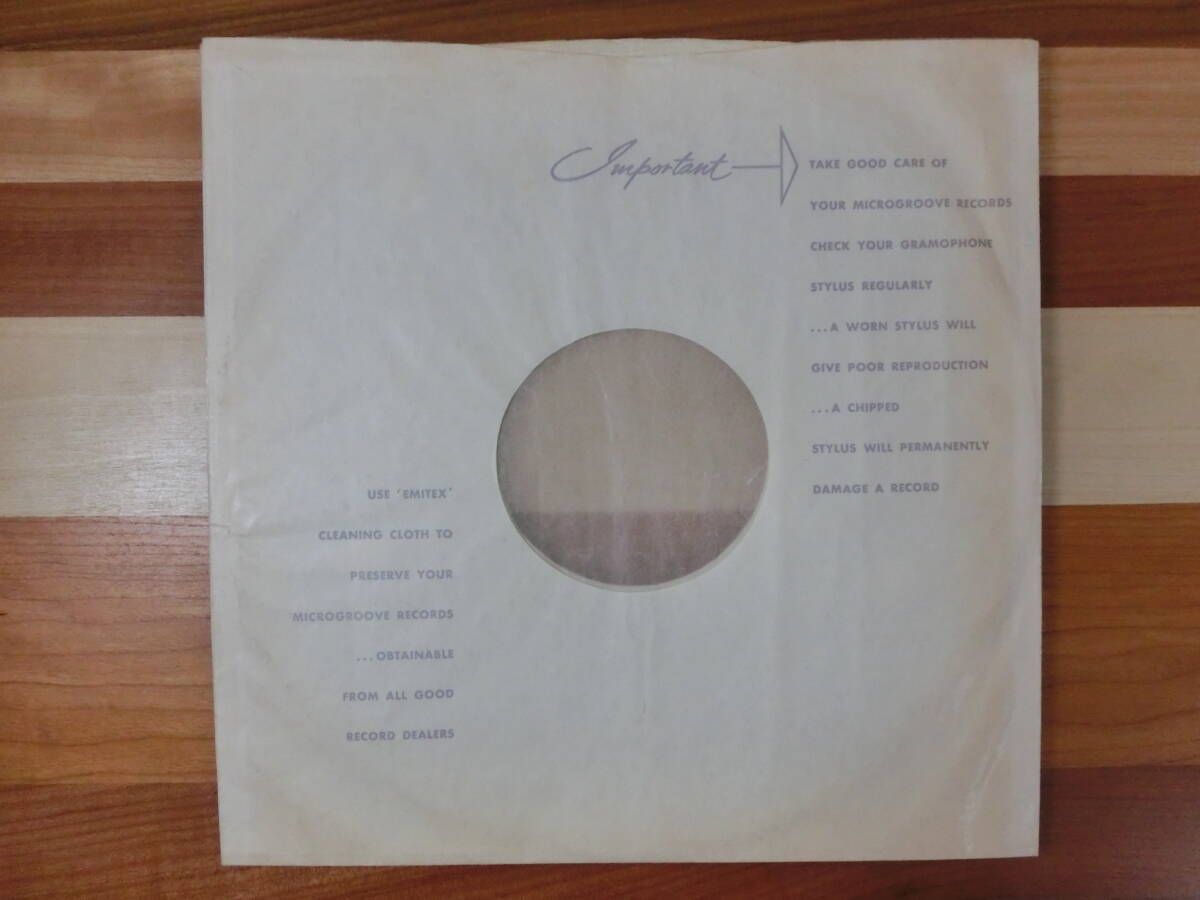 Important
TAKE GOOD CARE OF
YOUR MICROGROOVE RECORDS
CHECK YOUR GRAMOPHONE
STYLUS REGULARLY
...A WORN STYLUS WILL
GIVE POOR REPRODUCTION
...A CHIPPED
STYLUS WILL PERMANENTLY
DAMAGE A RECORD
USE 'EMITEX'
CLEANING CLOTH TO
PRESERVE YOUR
MICROGROOVE RECORDS
...OBTAINABLE
FROM ALL GOOD
RECORD DEALERS